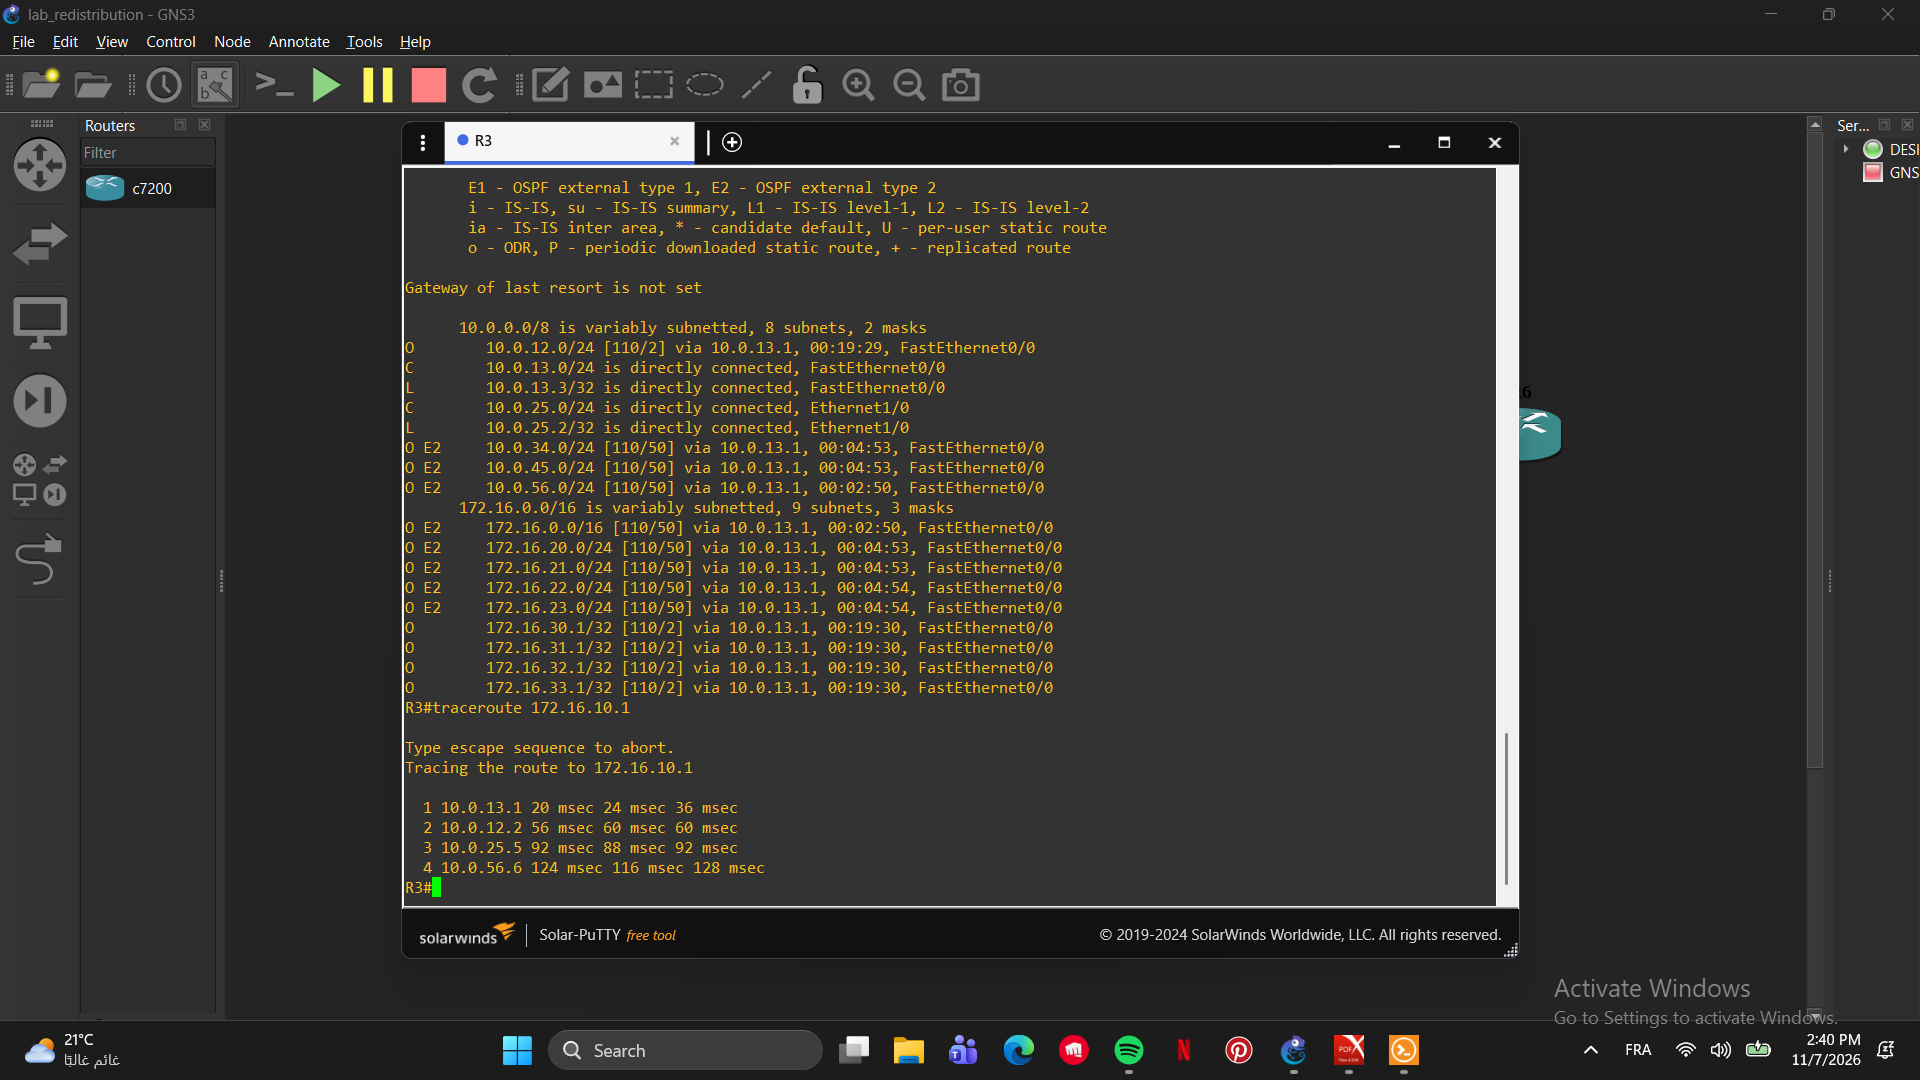 lab_redistribution - GNS3
File Edit View Control Node Annotate Tools Help
Routers
Filter
c7200
R3
Ser...
DESH
GNS
E1 - OSPF external type 1, E2 - OSPF external type 2
i - IS-IS, su - IS-IS summary, L1 - IS-IS level-1, L2 - IS-IS level-2
ia - IS-IS inter area, * - candidate default, U - per-user static route
o - ODR, P - periodic downloaded static route, + - replicated route
Gateway of last resort is not set
10.0.0.0/8 is variably subnetted, 8 subnets, 2 masks
O 10.0.12.0/24 [110/2] via 10.0.13.1, 00:19:29, FastEthernet0/0
C 10.0.13.0/24 is directly connected, FastEthernet0/0
L 10.0.13.3/32 is directly connected, FastEthernet0/0
C 10.0.25.0/24 is directly connected, Ethernet1/0
L 10.0.25.2/32 is directly connected, Ethernet1/0
O E2 10.0.34.0/24 [110/50] via 10.0.13.1, 00:04:53, FastEthernet0/0
O E2 10.0.45.0/24 [110/50] via 10.0.13.1, 00:04:53, FastEthernet0/0
O E2 10.0.56.0/24 [110/50] via 10.0.13.1, 00:02:50, FastEthernet0/0
172.16.0.0/16 is variably subnetted, 9 subnets, 3 masks
O E2 172.16.0.0/16 [110/50] via 10.0.13.1, 00:02:50, FastEthernet0/0
O E2 172.16.20.0/24 [110/50] via 10.0.13.1, 00:04:53, FastEthernet0/0
O E2 172.16.21.0/24 [110/50] via 10.0.13.1, 00:04:53, FastEthernet0/0
O E2 172.16.22.0/24 [110/50] via 10.0.13.1, 00:04:54, FastEthernet0/0
O E2 172.16.23.0/24 [110/50] via 10.0.13.1, 00:04:54, FastEthernet0/0
O 172.16.30.1/32 [110/2] via 10.0.13.1, 00:19:30, FastEthernet0/0
O 172.16.31.1/32 [110/2] via 10.0.13.1, 00:19:30, FastEthernet0/0
O 172.16.32.1/32 [110/2] via 10.0.13.1, 00:19:30, FastEthernet0/0
O 172.16.33.1/32 [110/2] via 10.0.13.1, 00:19:30, FastEthernet0/0
R3#traceroute 172.16.10.1
Type escape sequence to abort.
Tracing the route to 172.16.10.1
1 10.0.13.1 20 msec 24 msec 36 msec
2 10.0.12.2 56 msec 60 msec 60 msec
3 10.0.25.5 92 msec 88 msec 92 msec
4 10.0.56.6 124 msec 116 msec 128 msec
R3#
solarwinds
Solar-PuTTY free tool
© 2019-2024 SolarWinds Worldwide, LLC. All rights reserved.
Activate Windows
Go to Settings to activate Windows.
21°C
غائم غالبًا
Search
FRA
2:40 PM
11/7/2026